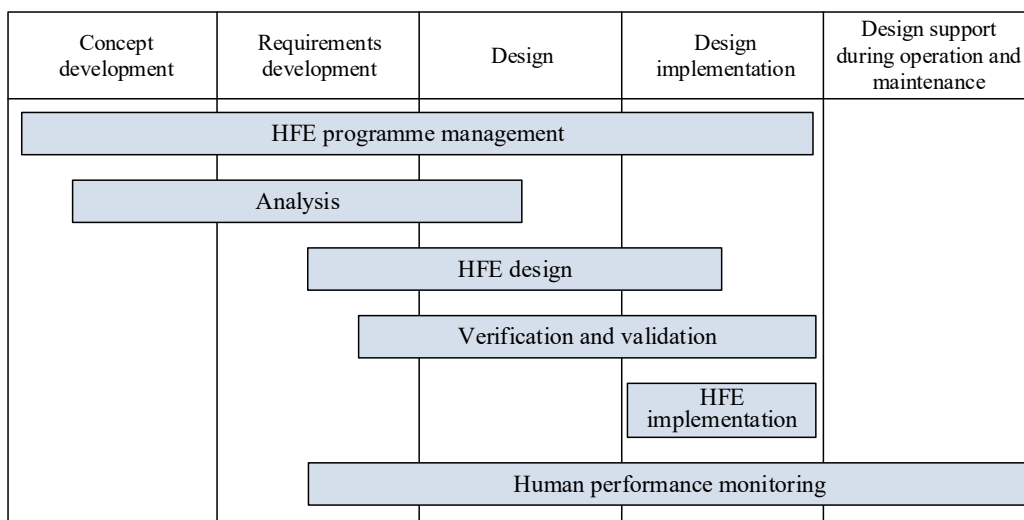 Concept
development
Requirements
development
Design
Design
implementation
Design support
during operation and
maintenance
HFE programme management
Analysis
HFE design
Verification and validation
HFE
implementation
Human performance monitoring